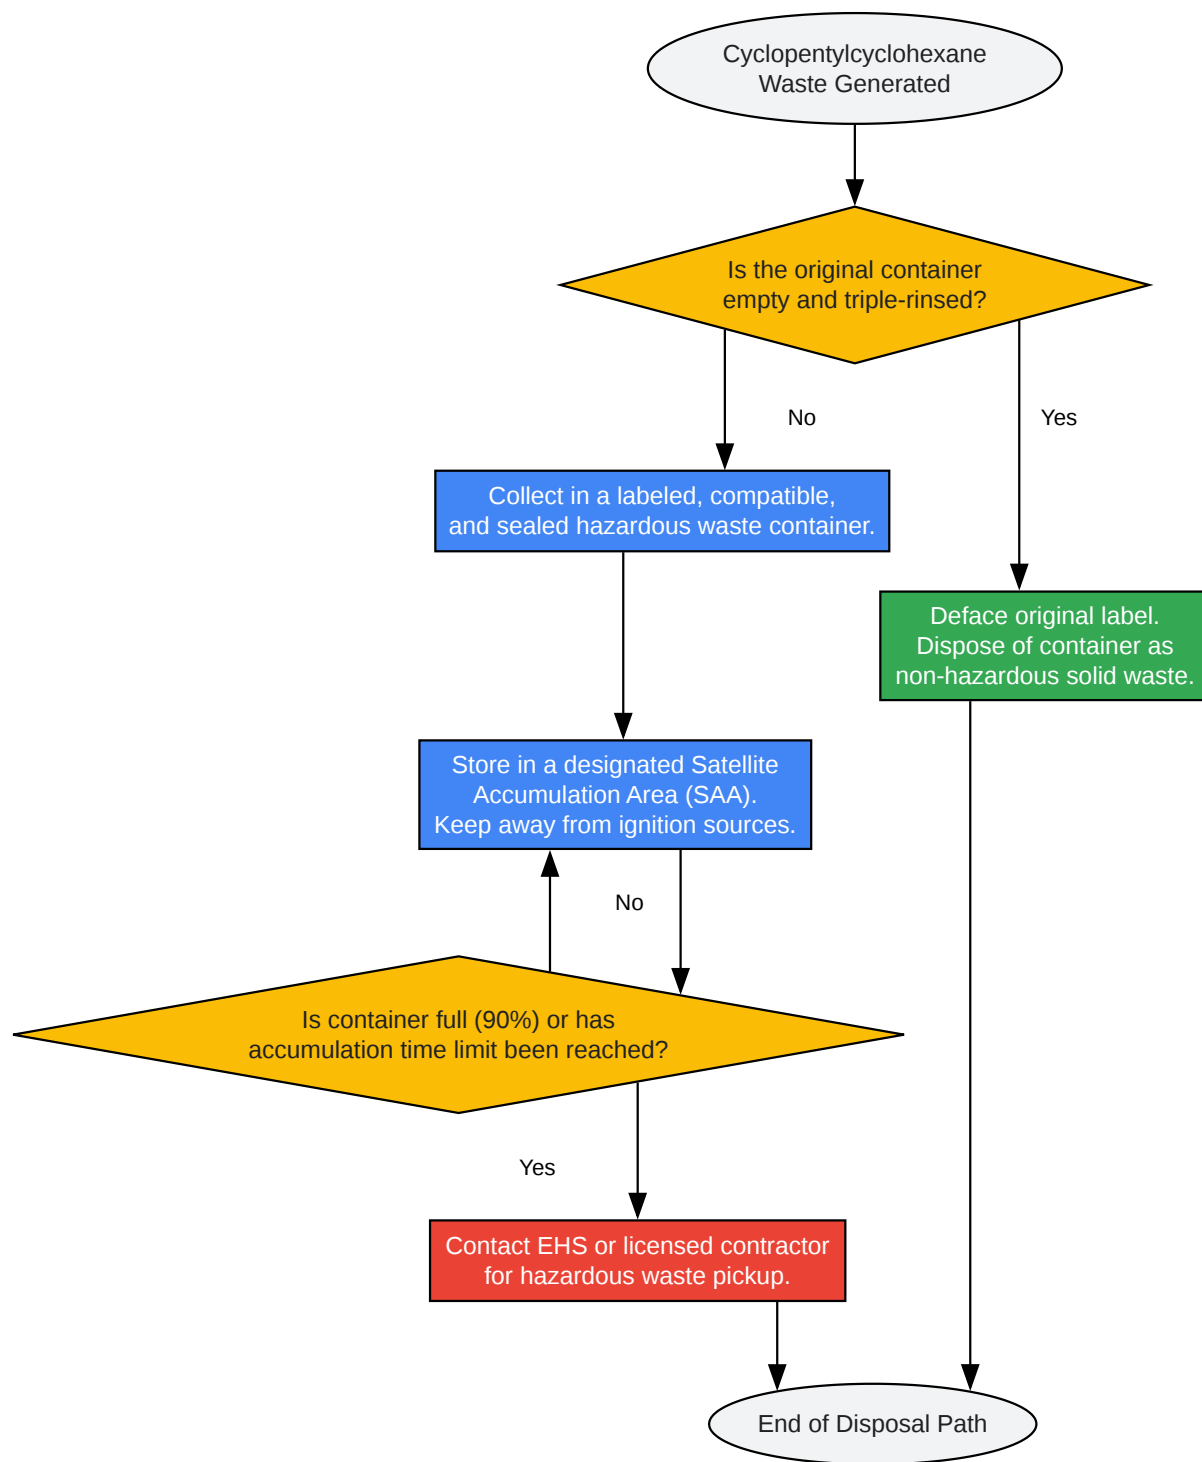 Cyclopentylcyclohexane
Waste Generated
Is the original container
empty and triple-rinsed?
No
Yes
Collect in a labeled, compatible,
and sealed hazardous waste container.
Deface original label.
Dispose of container as
non-hazardous solid waste.
Store in a designated Satellite
Accumulation Area (SAA).
Keep away from ignition sources.
No
Is container full (90%) or has
accumulation time limit been reached?
Yes
Contact EHS or licensed contractor
for hazardous waste pickup.
End of Disposal Path